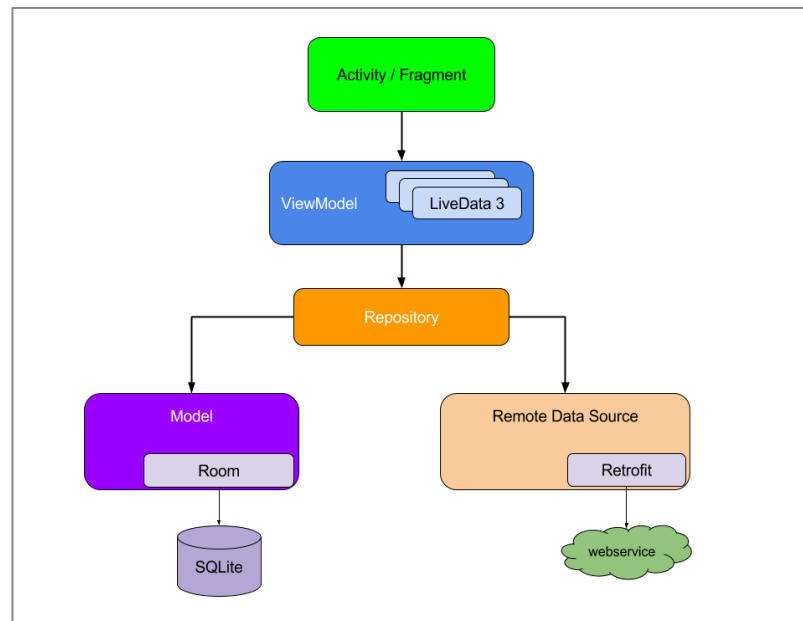 Activity / Fragment
ViewModel
LiveData 3
Repository
Model
Room
SQLite
Remote Data Source
Retrofit
webservice